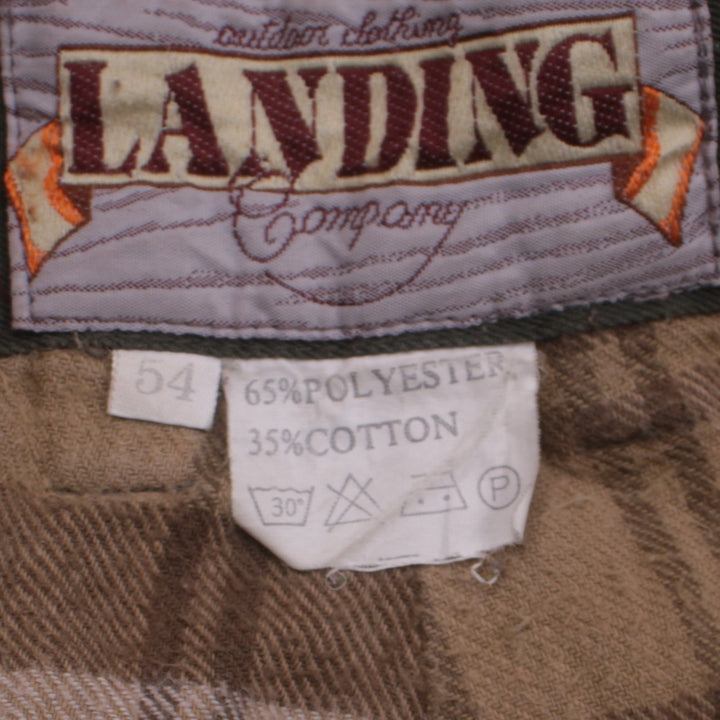 outdoor clothing
LANDING
Company
54
65%POLYESTER
35%COTTON
30°
P